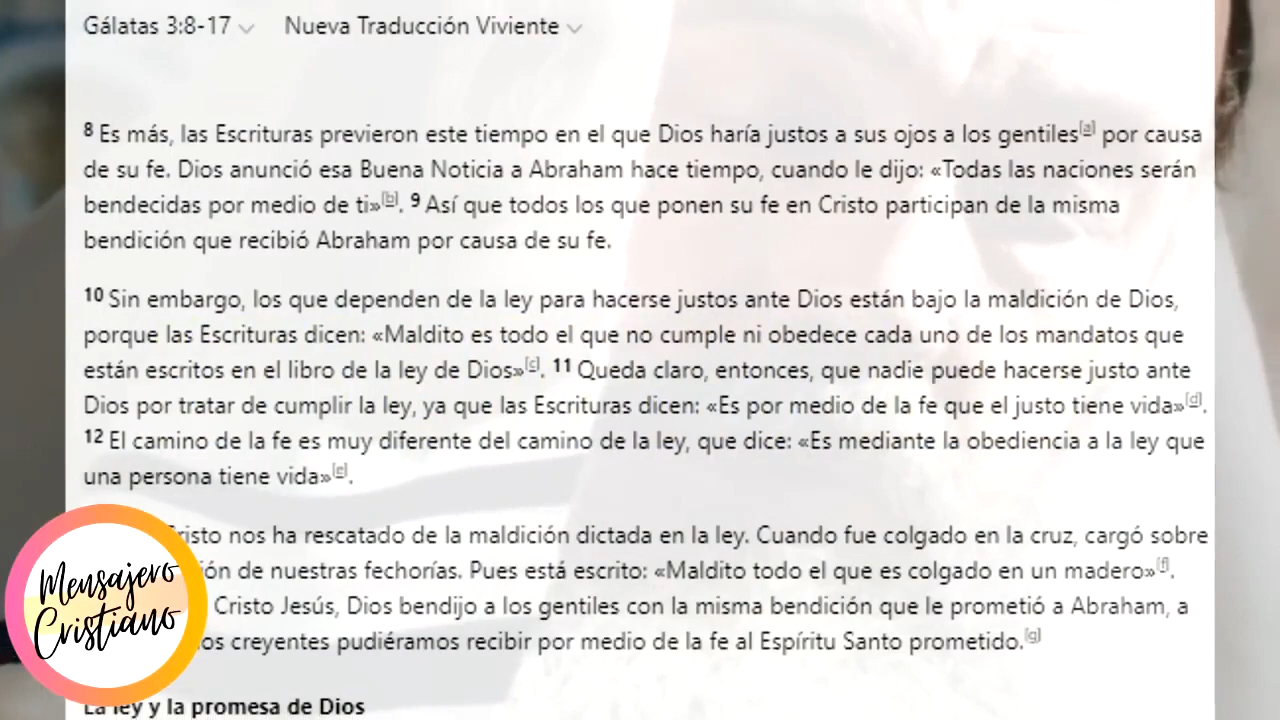 Gálatas 3:8-17 Nueva Traducción Viviente
8 Es más, las Escrituras previeron este tiempo en el que Dios haría justos a sus ojos a los gentiles[a] por causa
de su fe. Dios anunció esa Buena Noticia a Abraham hace tiempo, cuando le dijo: «Todas las naciones serán
bendecidas por medio de ti»[b]. 9 Así que todos los que ponen su fe en Cristo participan de la misma
bendición que recibió Abraham por causa de su fe.
10 Sin embargo, los que dependen de la ley para hacerse justos ante Dios están bajo la maldición de Dios,
porque las Escrituras dicen: «Maldito es todo el que no cumple ni obedece cada uno de los mandatos que
están escritos en el libro de la ley de Dios»[c]. 11 Queda claro, entonces, que nadie puede hacerse justo ante
Dios por tratar de cumplir la ley, ya que las Escrituras dicen: «Es por medio de la fe que el justo tiene vida»[d].
12 El camino de la fe es muy diferente del camino de la ley, que dice: «Es mediante la obediencia a la ley que
una persona tiene vida»[e].
risto nos ha rescatado de la maldición dictada en la ley. Cuando fue colgado en la cruz, cargó sobre
ión de nuestras fechorías. Pues está escrito: «Maldito todo el que es colgado en un madero»[f].
Cristo Jesús, Dios bendijo a los gentiles con la misma bendición que le prometió a Abraham, a
os creyentes pudiéramos recibir por medio de la fe al Espíritu Santo prometido.[g]
La ley y la promesa de Dios
Mensajero
Cristiano